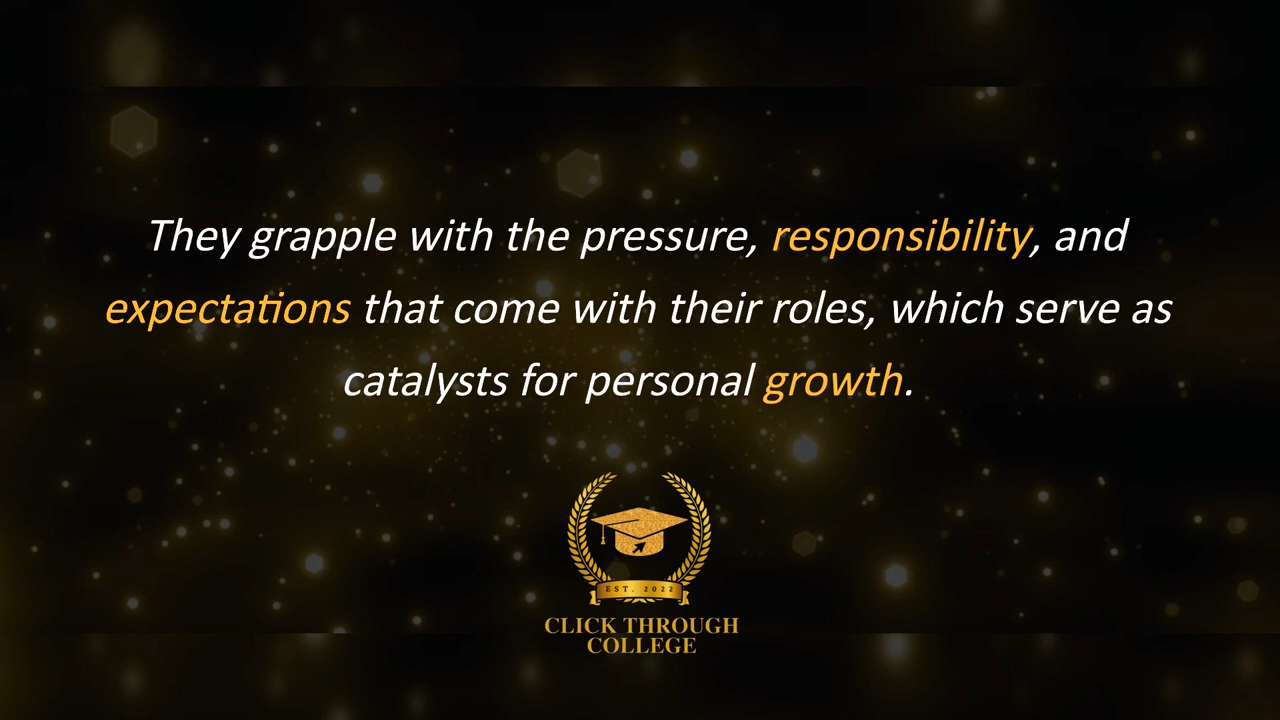 They grapple with the pressure, responsibility, and
expectations that come with their roles, which serve as
catalysts for personal growth.
EST. 2022
CLICK THROUGH
COLLEGE